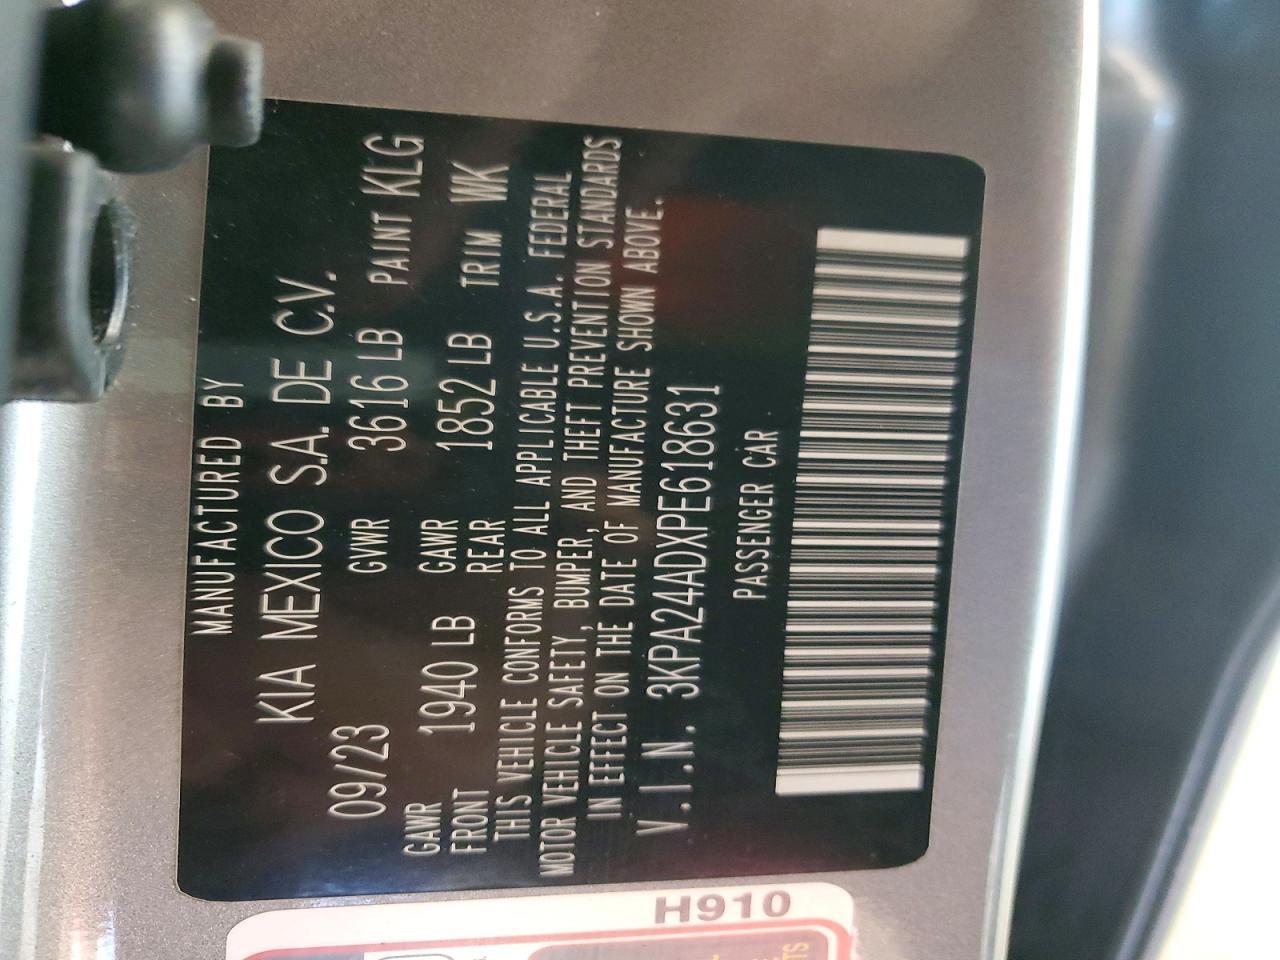 MANUFACTURED BY
KIA MEXICO S.A. DE C.V.
09/23 GVWR 3616 LB PAINT KLG
GAWR FRONT 1940 LB GAWR REAR 1852 LB TRIM WK
THIS VEHICLE CONFORMS TO ALL APPLICABLE U.S.A. FEDERAL
MOTOR VEHICLE SAFETY, BUMPER, AND THEFT PREVENTION STANDARDS
IN EFFECT ON THE DATE OF MANUFACTURE SHOWN ABOVE.
V.I.N. 3KPA24ADXPE618631
PASSENGER CAR
H910